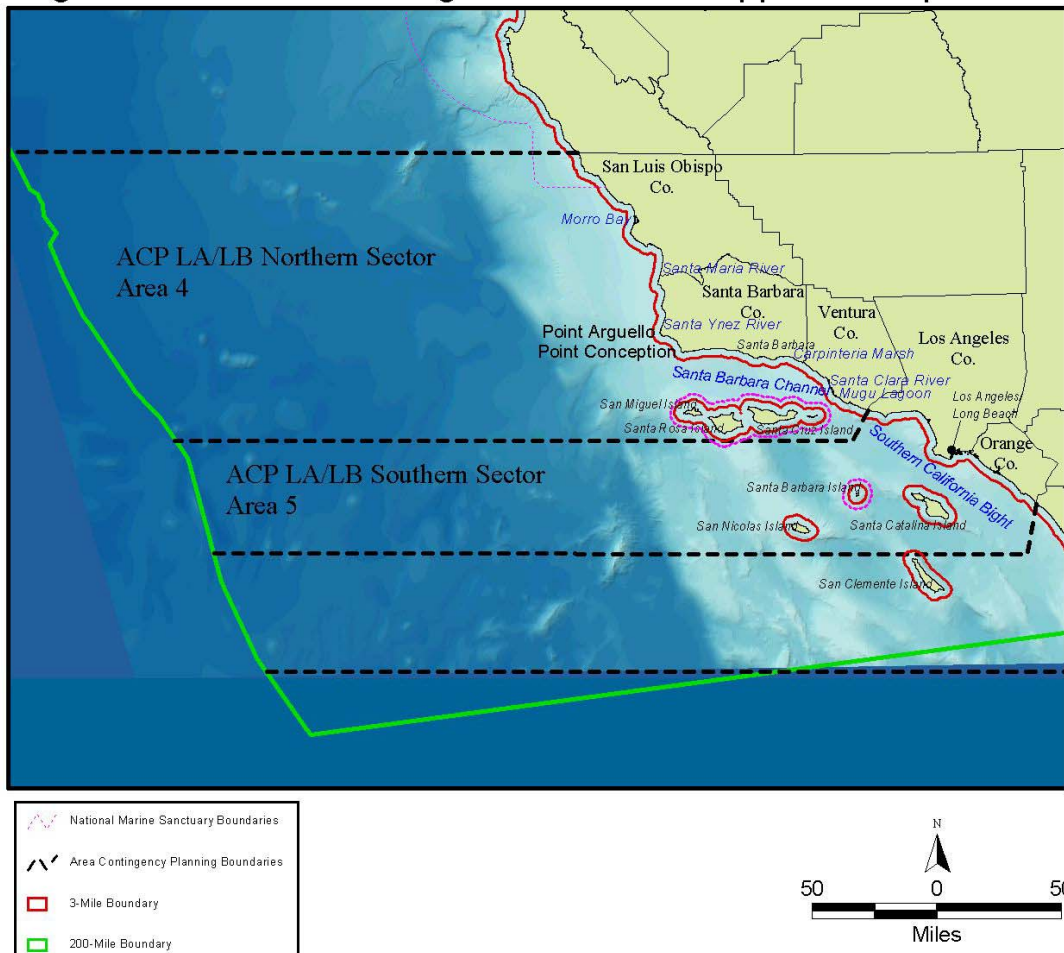 San Luis Obispo
Co.
Morro Bay
ACP LA/LB Northern Sector
Area 4
Santa Maria River
Santa Barbara
Co.
Ventura
Co.
Point Arguello
Point Conception
Santa Ynez River
Santa Barbara
Carpinteria Marsh
Los Angeles
Co.
Santa Barbara Channel
Santa Clara River
Mugu Lagoon
San Miguel Island
Santa Rosa Island
Santa Cruz Island
Los Angeles
Long Beach
Orange
Co.
Southern California Bight
ACP LA/LB Southern Sector
Area 5
Santa Barbara Island
San Nicolas Island
Santa Catalina Island
San Clemente Island
National Marine Sanctuary Boundaries
Area Contingency Planning Boundaries
3-Mile Boundary
200-Mile Boundary
N
50 0 50
Miles